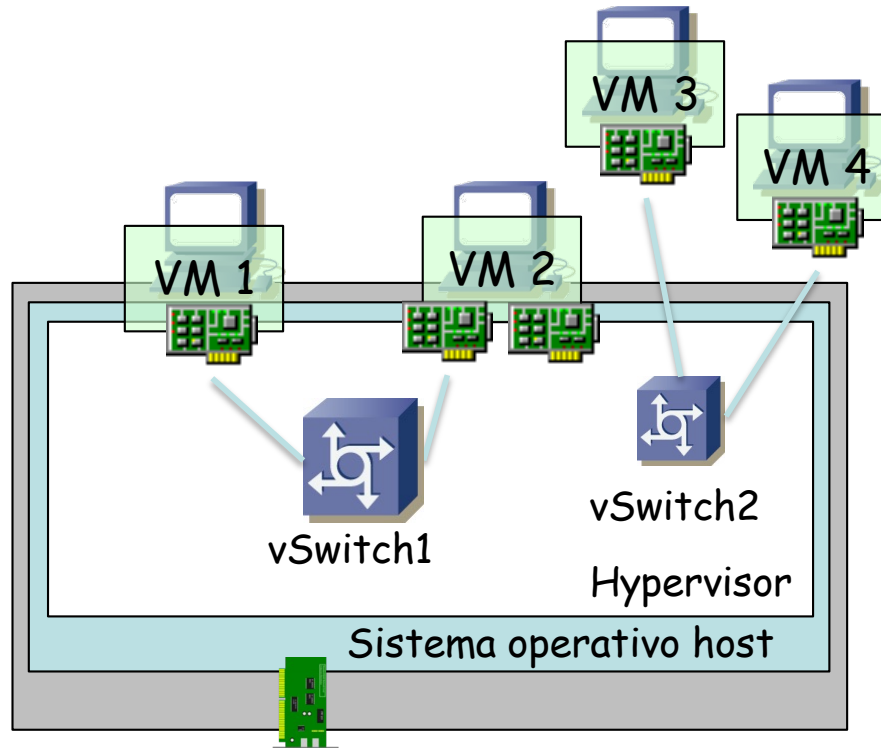 VM 3
VM 4
VM 1
VM 2
vSwitch1
vSwitch2
Hypervisor
Sistema operativo host